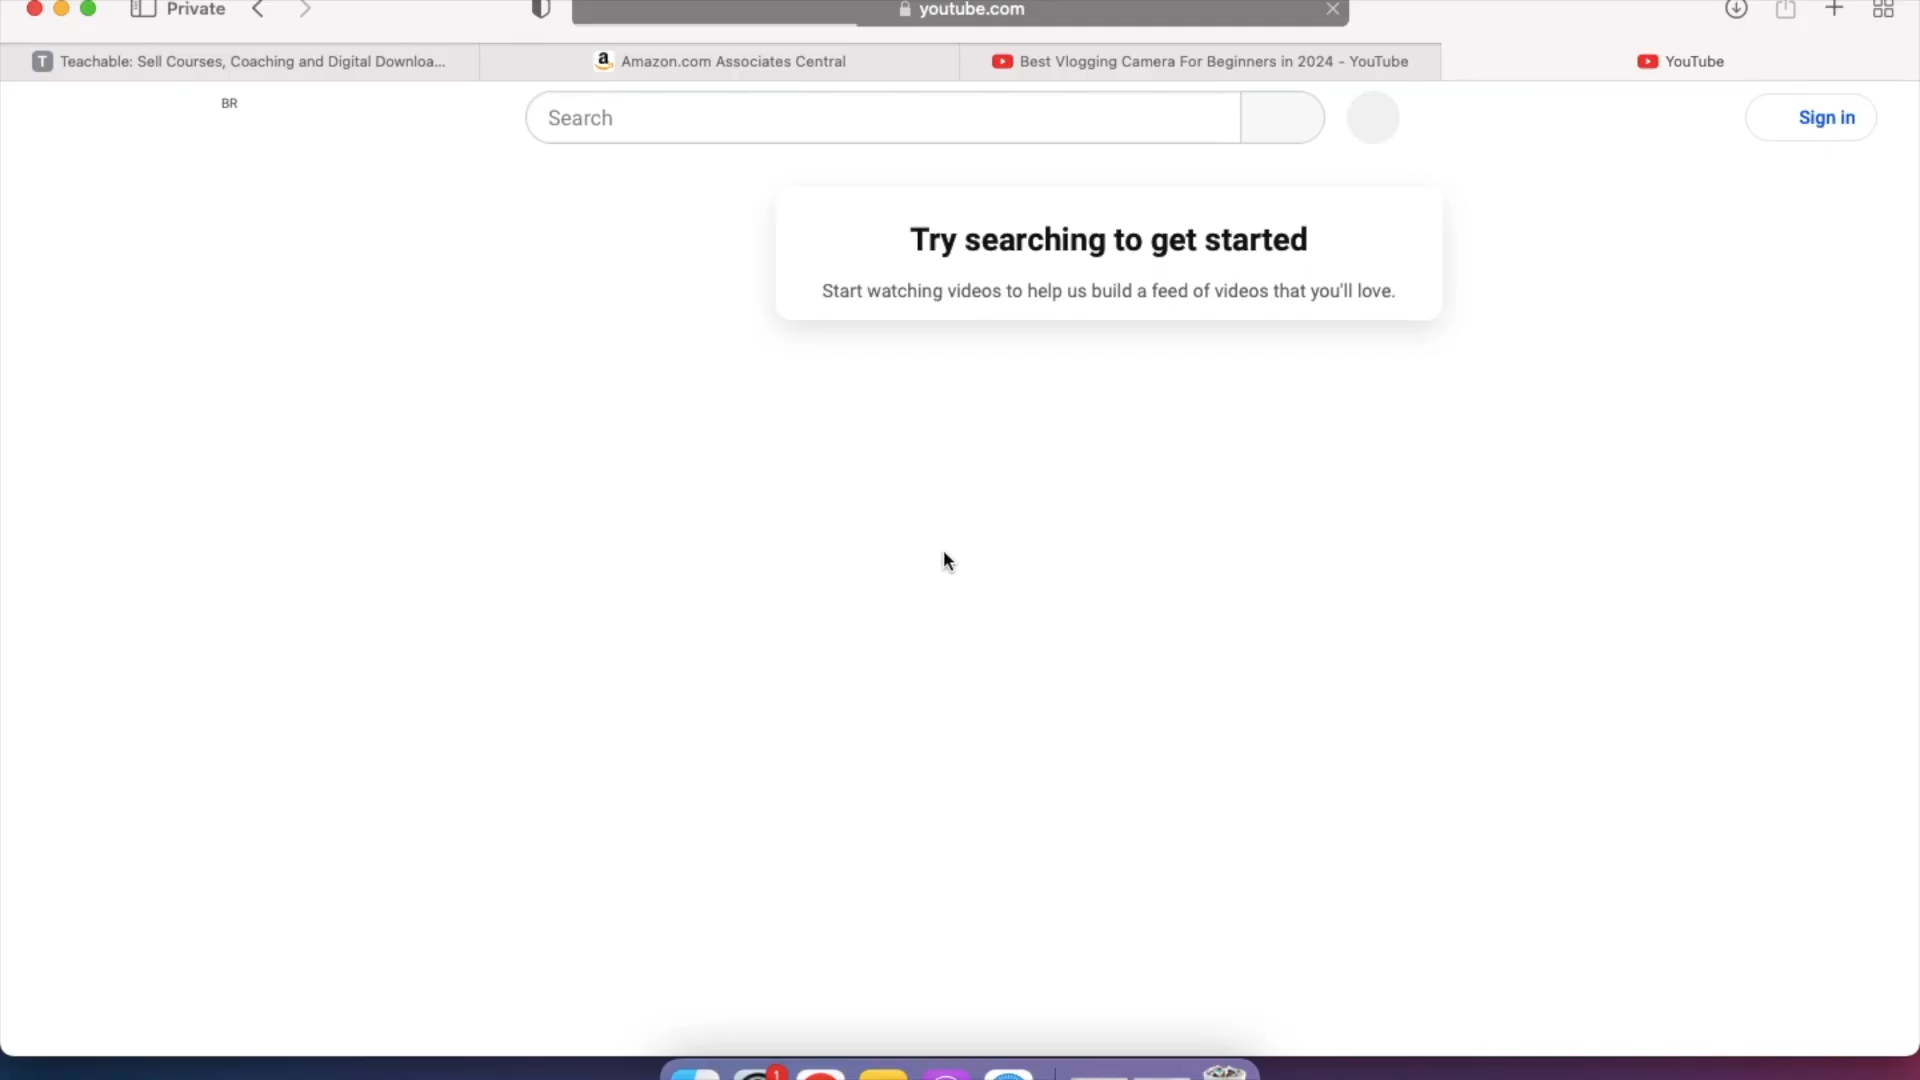 Private
youtube.com
T Teachable: Sell Courses, Coaching and Digital Downloa...
a Amazon.com Associates Central
Best Vlogging Camera For Beginners in 2024 - YouTube
YouTube
BR
Search
Sign in
Try searching to get started
Start watching videos to help us build a feed of videos that you'll love.
1